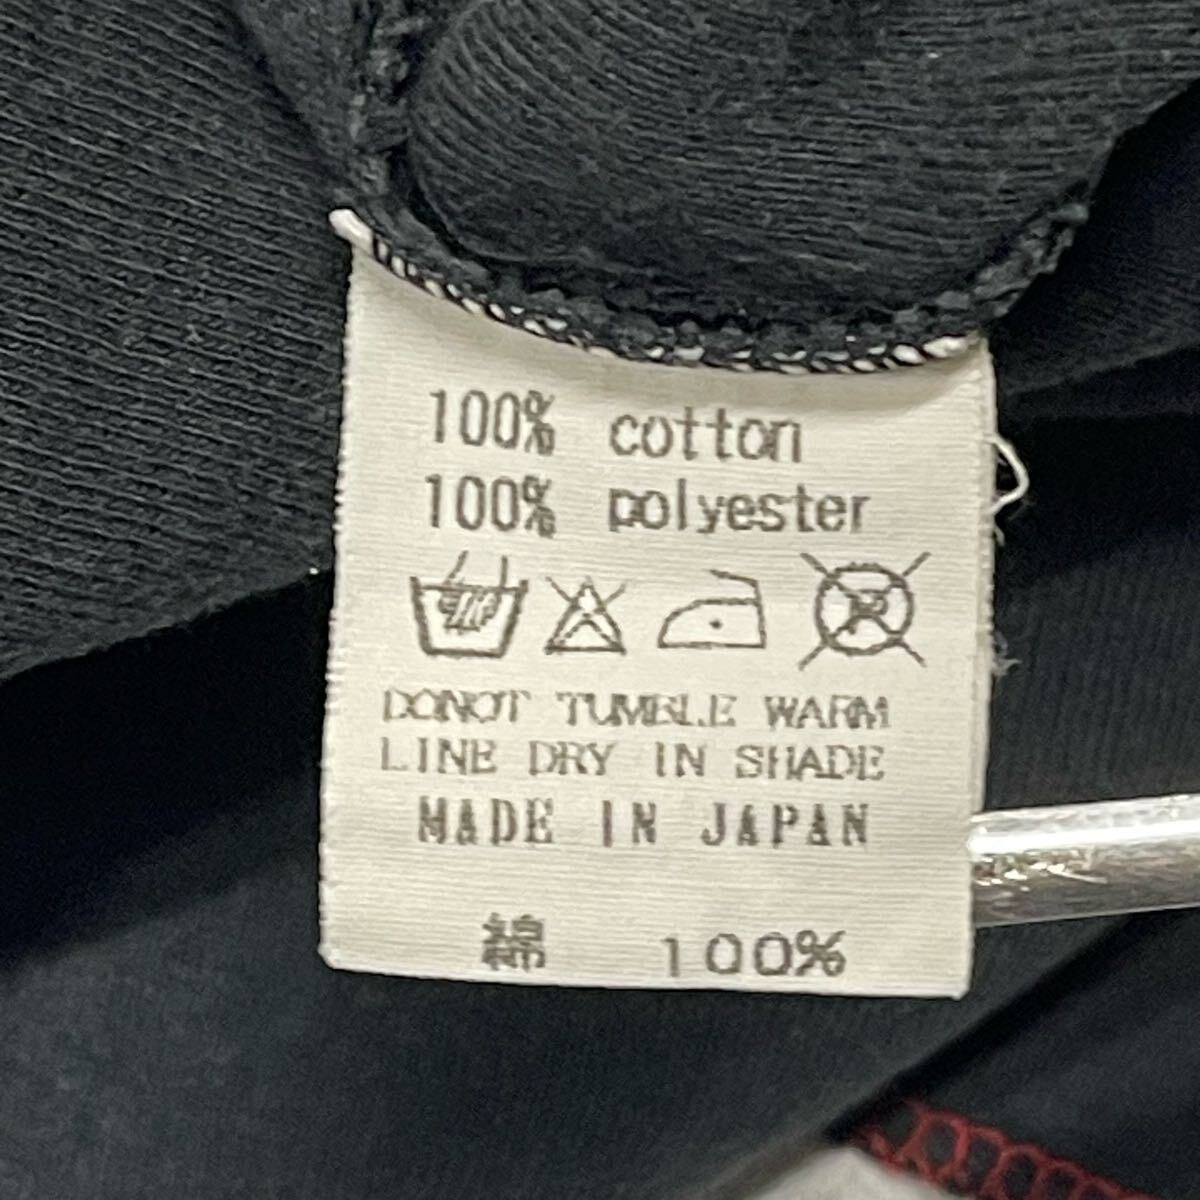 100% cotton
100% polyester
DONOT TUMBLE WARM
LINE DRY IN SHADE
MADE IN JAPAN
綿 100%